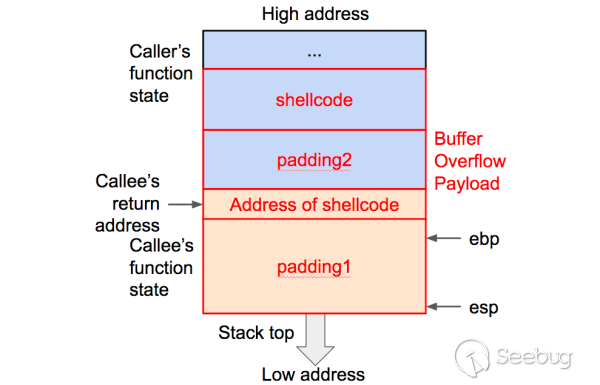 High address
Caller's
function
state
...
shellcode
padding2
Buffer
Overflow
Payload
Callee's
return
address
Address of shellcode
Callee's
function
state
padding1
ebp
esp
Stack top
Low address
Seebug